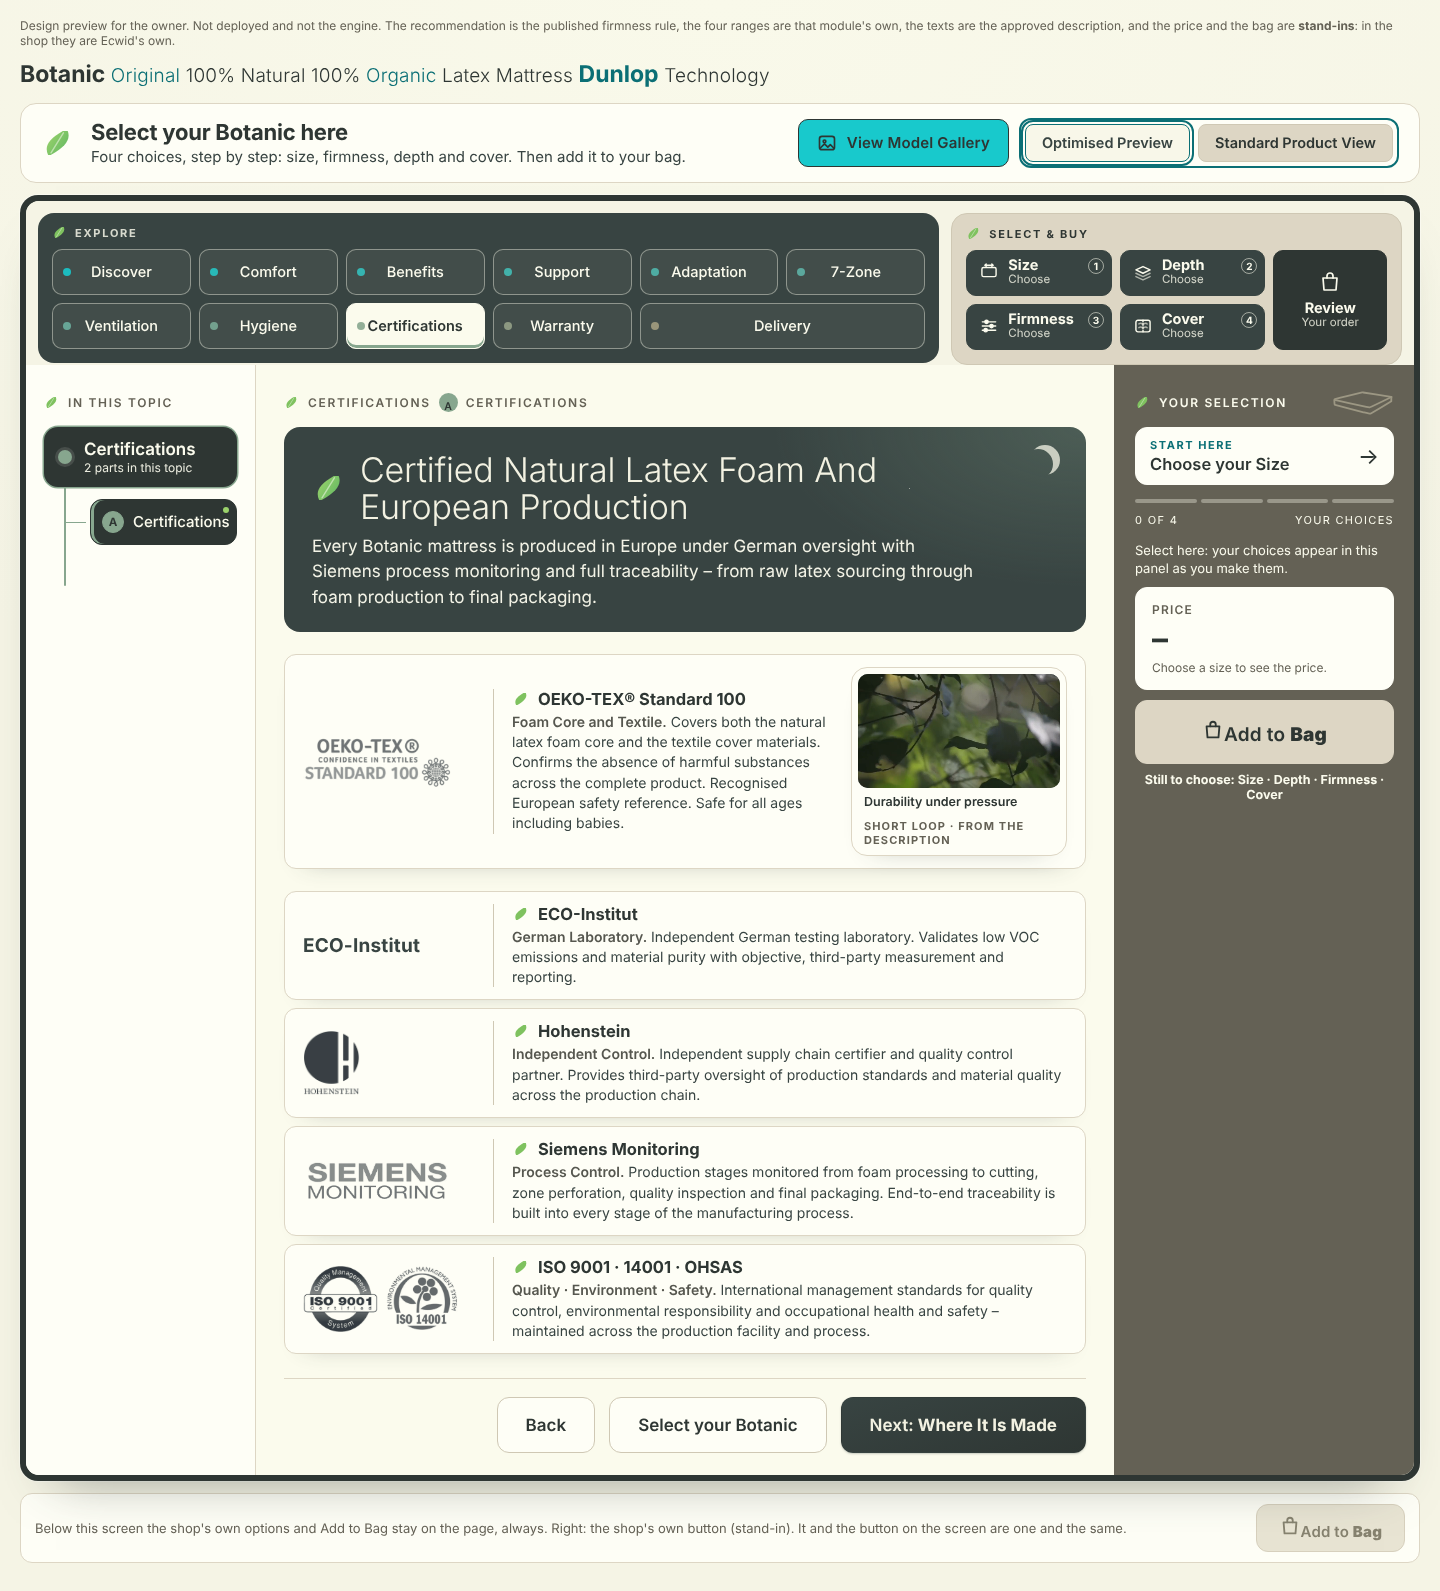 Design preview for the owner. Not deployed and not the engine. The recommendation is the published firmness rule, the four ranges are that module's own, the texts are the approved description, and the price and the bag are stand-ins: in the
shop they are Ecwid's own.
Botanic Original 100% Natural 100% Organic Latex Mattress Dunlop Technology
Select your Botanic here
Four choices, step by step: size, firmness, depth and cover. Then add it to your bag.
View Model Gallery
Optimised Preview
Standard Product View
EXPLORE
Discover
Comfort
Benefits
Support
Adaptation
7-Zone
Ventilation
Hygiene
Certifications
Warranty
Delivery
SELECT & BUY
Size
Choose
1
Depth
Choose
2
Firmness
Choose
3
Cover
Choose
4
Review
Your order
IN THIS TOPIC
Certifications
2 parts in this topic
A Certifications
CERTIFICATIONS A CERTIFICATIONS
Certified Natural Latex Foam And
European Production
Every Botanic mattress is produced in Europe under German oversight with
Siemens process monitoring and full traceability – from raw latex sourcing through
foam production to final packaging.
OEKO-TEX®
CONFIDENCE IN TEXTILES
STANDARD 100
OEKO-TEX® Standard 100
Foam Core and Textile. Covers both the natural
latex foam core and the textile cover materials.
Confirms the absence of harmful substances
across the complete product. Recognised
European safety reference. Safe for all ages
including babies.
Durability under pressure
SHORT LOOP · FROM THE
DESCRIPTION
ECO-Institut
ECO-Institut
German Laboratory. Independent German testing laboratory. Validates low VOC
emissions and material purity with objective, third-party measurement and
reporting.
HOHENSTEIN
Hohenstein
Independent Control. Independent supply chain certifier and quality control
partner. Provides third-party oversight of production standards and material quality
across the production chain.
SIEMENS
MONITORING
Siemens Monitoring
Process Control. Production stages monitored from foam processing to cutting,
zone perforation, quality inspection and final packaging. End-to-end traceability is
built into every stage of the manufacturing process.
Quality Management
ISO 9001
Certified
System
ENVIRONMENTAL MANAGEMENT SYSTEM
ISO 14001
ISO 9001 · 14001 · OHSAS
Quality · Environment · Safety. International management standards for quality
control, environmental responsibility and occupational health and safety –
maintained across the production facility and process.
Back
Select your Botanic
Next: Where It Is Made
YOUR SELECTION
START HERE
Choose your Size
0 OF 4
YOUR CHOICES
Select here: your choices appear in this
panel as you make them.
PRICE
–
Choose a size to see the price.
Add to Bag
Still to choose: Size · Depth · Firmness ·
Cover
Below this screen the shop's own options and Add to Bag stay on the page, always. Right: the shop's own button (stand-in). It and the button on the screen are one and the same.
Add to Bag